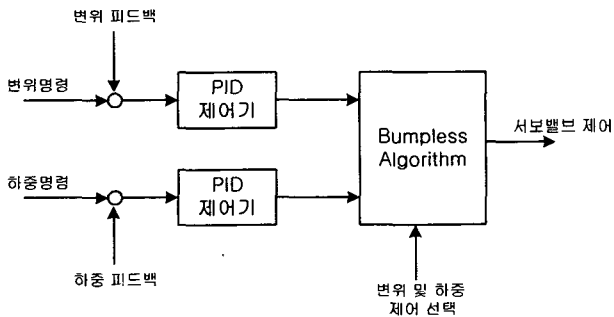 변위 피드백
변위명령
PID
제어기
Bumpless
Algorithm
서보밸브 제어
하중명령
PID
제어기
하중 피드백
변위 및 하중
제어 선택